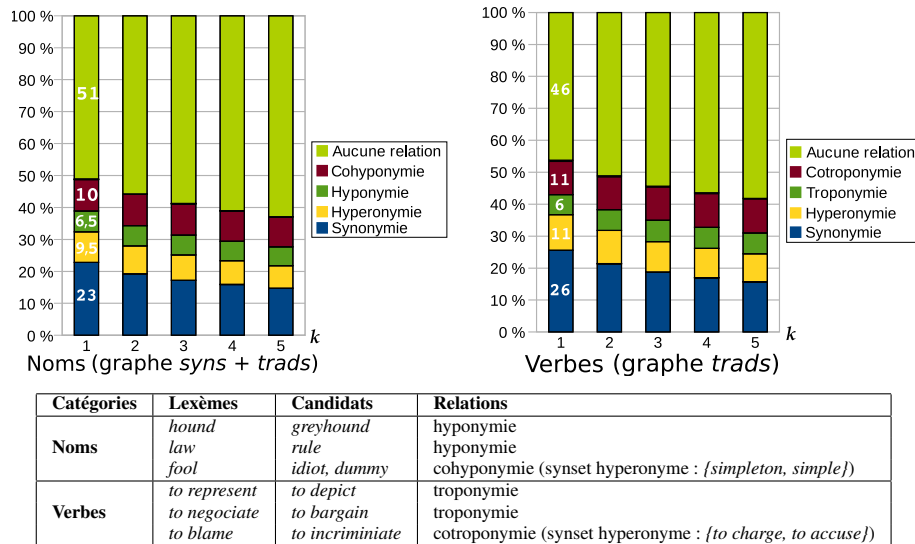 100 %
90 %
80 %
70 %
60 %
50 %
40 %
30 %
20 %
10 %
0 %
51
10
6,5
9,5
23
1 2 3 4 5 k
Noms (graphe syns + trads)
Aucune relation
Cohyponymie
Hyponymie
Hyperonymie
Synonymie
100 %
90 %
80 %
70 %
60 %
50 %
40 %
30 %
20 %
10 %
0 %
46
11
6
11
26
1 2 3 4 5 k
Verbes (graphe trads)
Aucune relation
Cotroponymie
Troponymie
Hyperonymie
Synonymie
Catégories Lexèmes Candidats Relations
hound greyhound hyponymie
Noms law rule hyponymie
fool idiot, dummy cohyponymie (synset hyperonyme : {simpleton, simple})
to represent to depict troponymie
Verbes to negociate to bargain troponymie
to blame to incriminiate cotroponymie (synset hyperonyme : {to charge, to accuse})